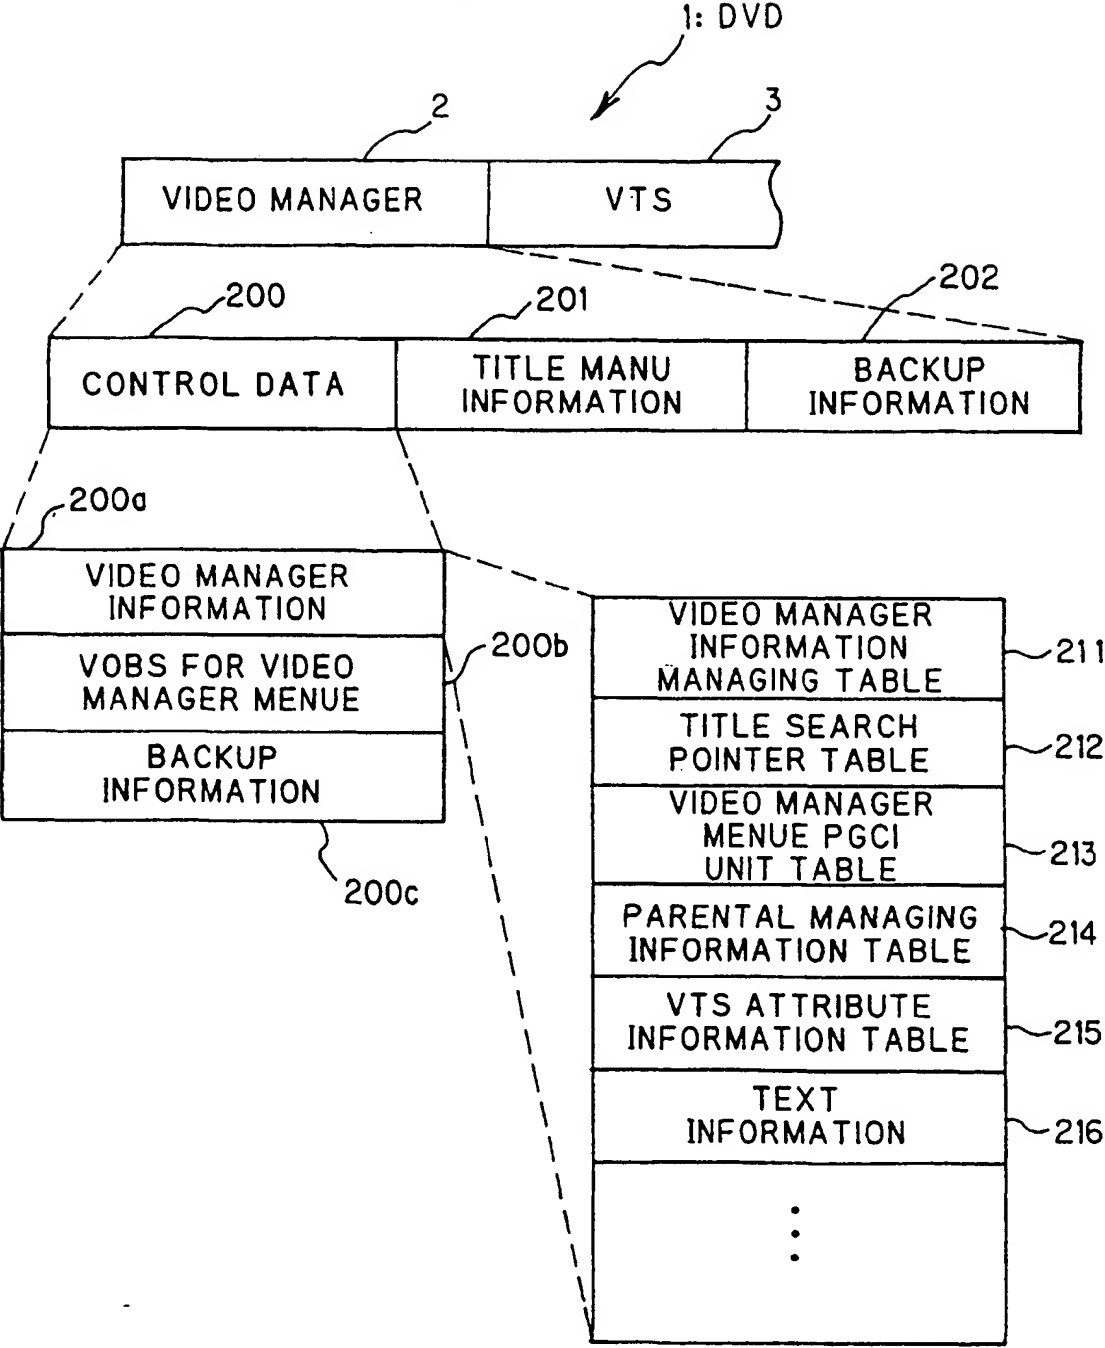 1: DVD
2
3
VIDEO MANAGER
VTS
200
201
202
CONTROL DATA
TITLE MANU
INFORMATION
BACKUP
INFORMATION
200a
VIDEO MANAGER
INFORMATION
200b
VOBS FOR VIDEO
MANAGER MENUE
BACKUP
INFORMATION
200c
VIDEO MANAGER
INFORMATION
MANAGING TABLE
211
TITLE SEARCH
POINTER TABLE
212
VIDEO MANAGER
MENUE PGCI
UNIT TABLE
213
PARENTAL MANAGING
INFORMATION TABLE
214
VTS ATTRIBUTE
INFORMATION TABLE
215
TEXT
INFORMATION
216